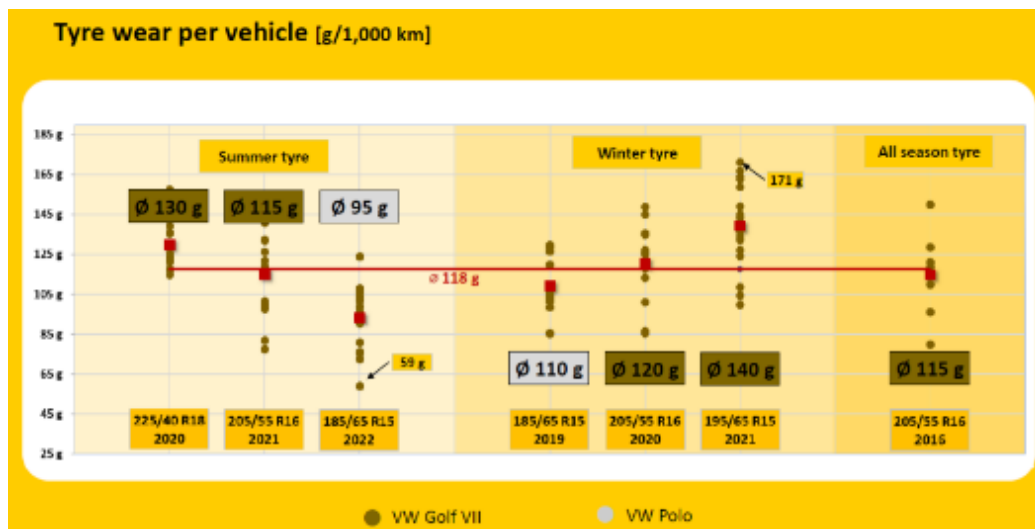 Tyre wear per vehicle [g/1,000 km]
185 g
165 g
145 g
125 g
105 g
85 g
65 g
45 g
25 g
Summer tyre
Winter tyre
All season tyre
Ø 130 g
Ø 115 g
Ø 95 g
171 g
Ø 118 g
59 g
Ø 110 g
Ø 120 g
Ø 140 g
Ø 115 g
225/40 R18
2020
205/55 R16
2021
185/65 R15
2022
185/65 R15
2019
205/55 R16
2020
195/65 R15
2021
205/55 R16
2016
VW Golf VII
VW Polo